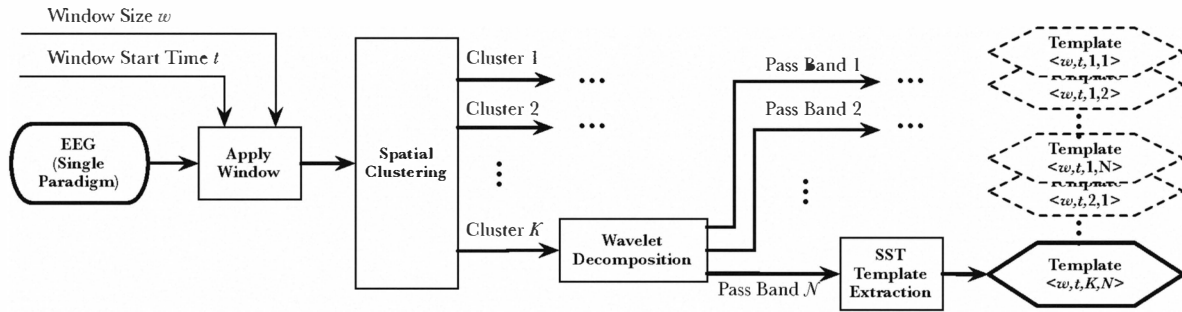 Window Size w
Window Start Time t
EEG
(Single
Paradigm)
Apply
Window
Spatial
Clustering
Cluster 1
Cluster 2
Cluster K
Wavelet
Decomposition
Pass Band 1
Pass Band 2
Pass Band N
SST
Template
Extraction
Template
<w,t,1,1>
<w,t,1,2>
Template
<w,t,1,N>
<w,t,2,1>
Template
<w,t,K,N>